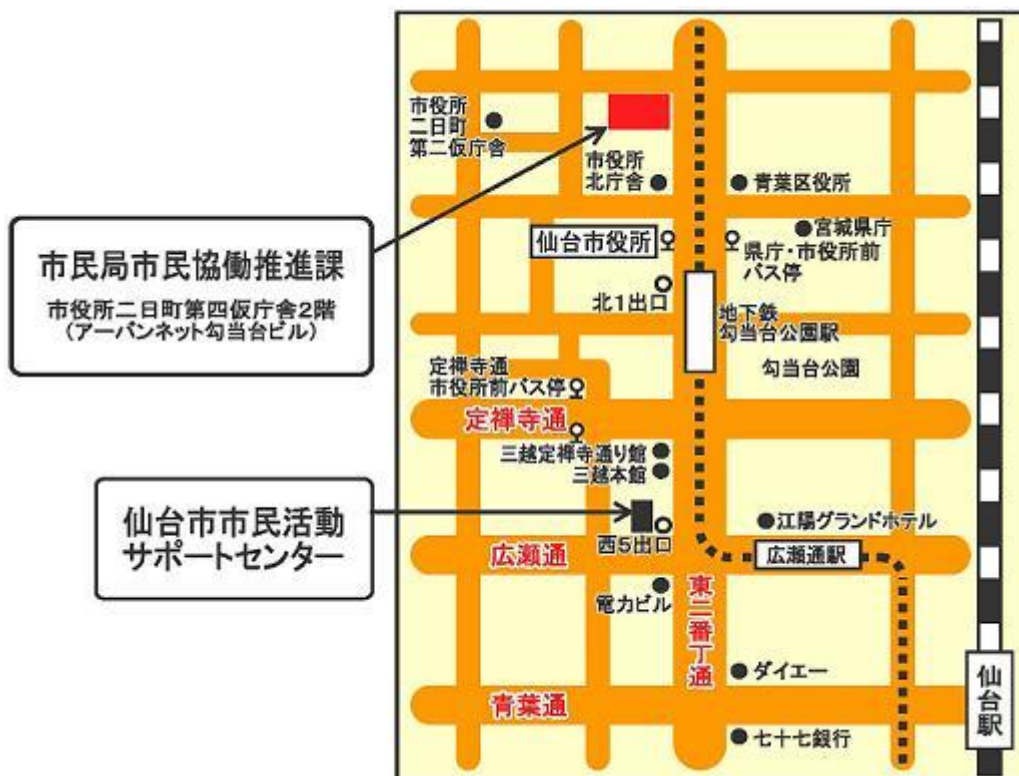 市役所
二日町
第二仮庁舎
市役所
北庁舎
青葉区役所
宮城県庁
仙台市役所
県庁・市役所前
バス停
市民局市民協働推進課
市役所二日町第四仮庁舎2階
(アーバンネット勾当台ビル)
北1出口
地下鉄
勾当台公園駅
勾当台公園
定禅寺通
市役所前バス停
定禅寺通
三越定禅寺通り館
三越本館
仙台市市民活動
サポートセンター
江陽グランドホテル
西5出口
広瀬通
広瀬通駅
電力ビル
東二番丁通
ダイエー
仙台駅
青葉通
七十七銀行